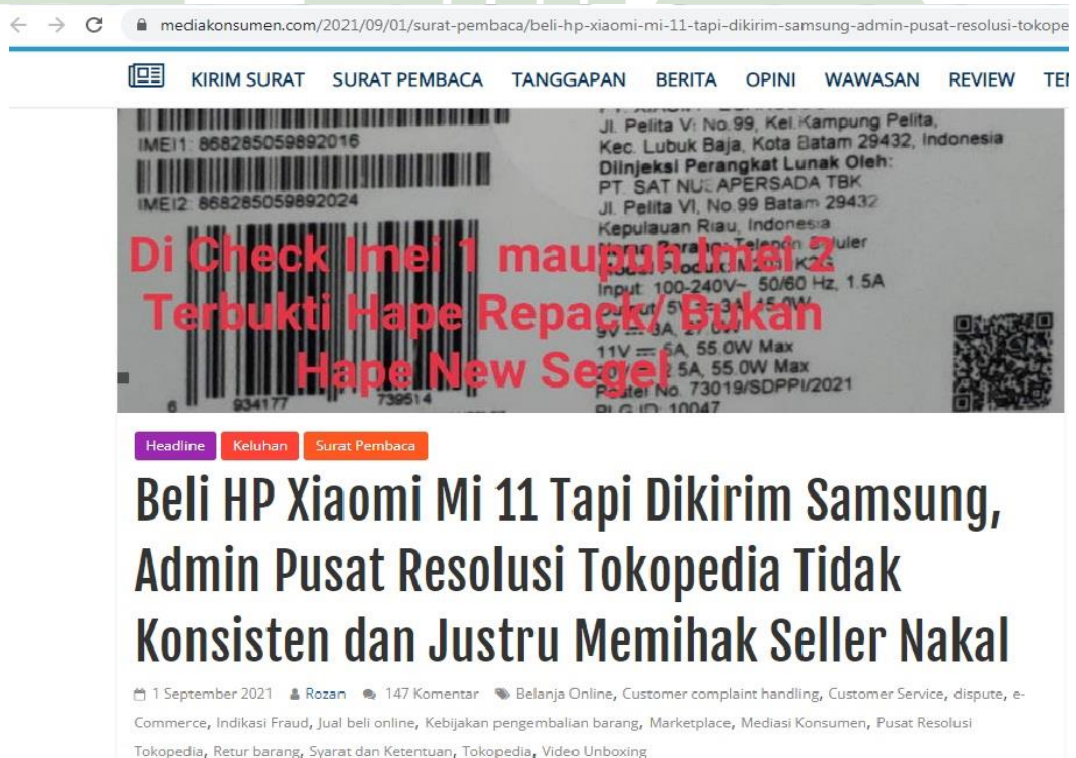 mediakonsumen.com/2021/09/01/surat-pembaca/beli-hp-xiaomi-mi-11-tapi-dikirim-samsung-admin-pusat-resolusi-tokope
KIRIM SURAT SURAT PEMBACA TANGGAPAN BERITA OPINI WAWASAN REVIEW
IMEI1: 868285059892016
IMEI2: 868285059892024
6 934177 739514
Jl. Pelita VI No.99, Kel.Kampung Pelita,
Kec. Lubuk Baja, Kota Batam 29432, Indonesia
Diinjeksi Perangkat Lunak Oleh:
PT. SAT NUSAPERSADA TBK
Jl. Pelita VI, No.99 Batam 29432
Kepulauan Riau, Indonesia
Input: 100-240V~ 50/60 Hz, 1.5A
11V = 5A, 55.0W Max
5A, 55.0W Max
Postel No. 73019/SDPPI/2021
PLG ID: 10047
Di Check Imei 1 maupun Imei 2
Terbukti Hape Repack/ Bukan
Hape New Segel
Headline Keluhan Surat Pembaca
Beli HP Xiaomi Mi 11 Tapi Dikirim Samsung,
Admin Pusat Resolusi Tokopedia Tidak
Konsisten dan Justru Memihak Seller Nakal
1 September 2021 Rozan 147 Komentar Belanja Online, Customer complaint handling, Customer Service, dispute, e-
Commerce, Indikasi Fraud, Jual beli online, Kebijakan pengembalian barang, Marketplace, Mediasi Konsumen, Pusat Resolusi
Tokopedia, Retur barang, Syarat dan Ketentuan, Tokopedia, Video Unboxing